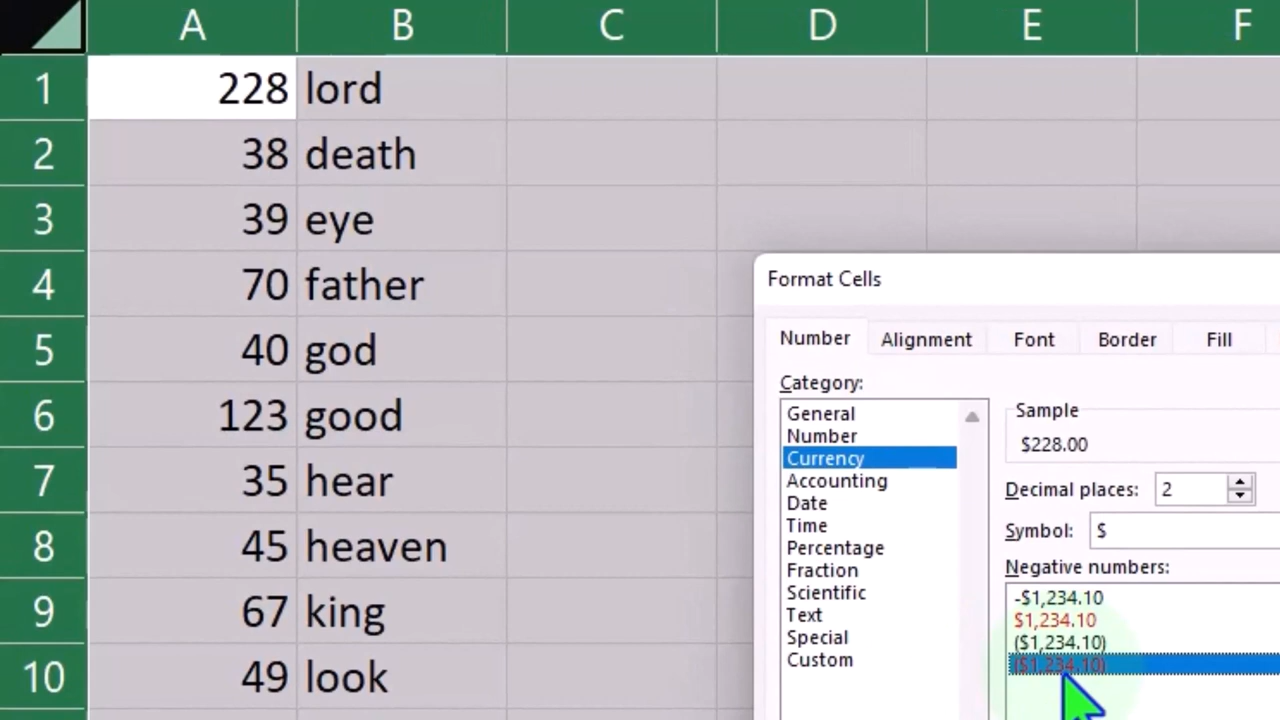 A B C D E F
1 228 lord
2 38 death
3 39 eye
4 70 father
5 40 god
6 123 good
7 35 hear
8 45 heaven
9 67 king
10 49 look
Format Cells
Number Alignment Font Border Fill
Category:
General
Number
Currency
Accounting
Date
Time
Percentage
Fraction
Scientific
Text
Special
Custom
Sample
$228.00
Decimal places: 2
Symbol: $
Negative numbers:
-$1,234.10
$1,234.10
($1,234.10)
($1,234.10)